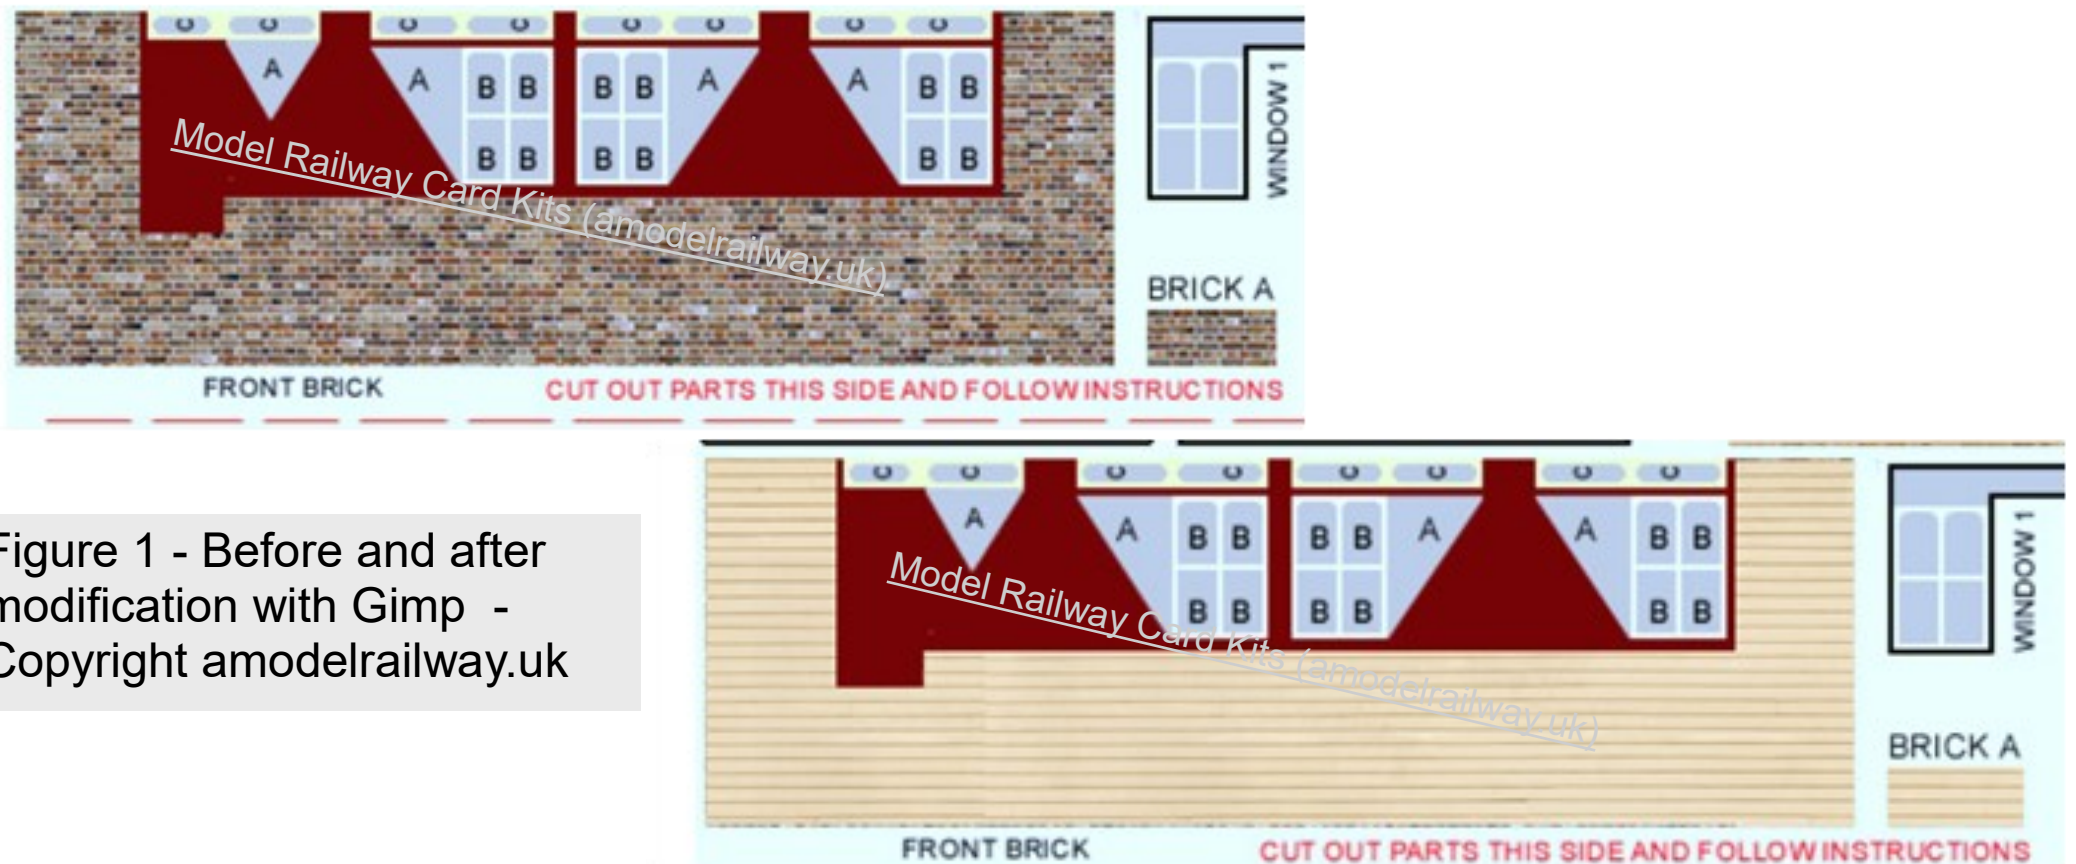 C C C C C C C C
A A A A
B B B B B B
B B B B B B
WINDOW 1
Model Railway Card Kits (amodelrailway.uk)
BRICK A
FRONT BRICK CUT OUT PARTS THIS SIDE AND FOLLOW INSTRUCTIONS
C C C C C C C C
A A A A
B B B B B B
B B B B B B
WINDOW 1
Model Railway Card Kits (amodelrailway.uk)
BRICK A
FRONT BRICK CUT OUT PARTS THIS SIDE AND FOLLOW INSTRUCTIONS
Figure 1 - Before and after
modification with Gimp -
Copyright amodelrailway.uk